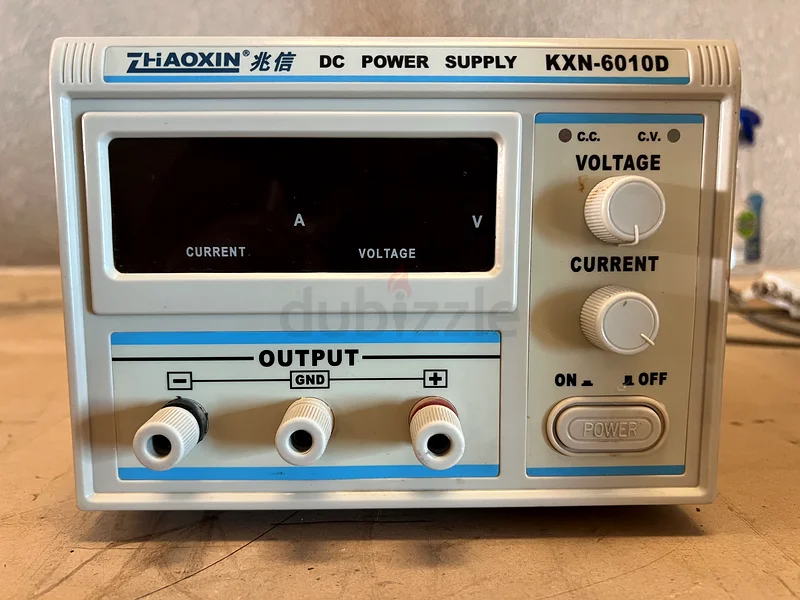 ZHAOXIN® 兆信 DC POWER SUPPLY KXN-6010D
C.C. C.V.
VOLTAGE
A V
CURRENT VOLTAGE
CURRENT
dubizzle
OUTPUT
- GND +
ON OFF
POWER